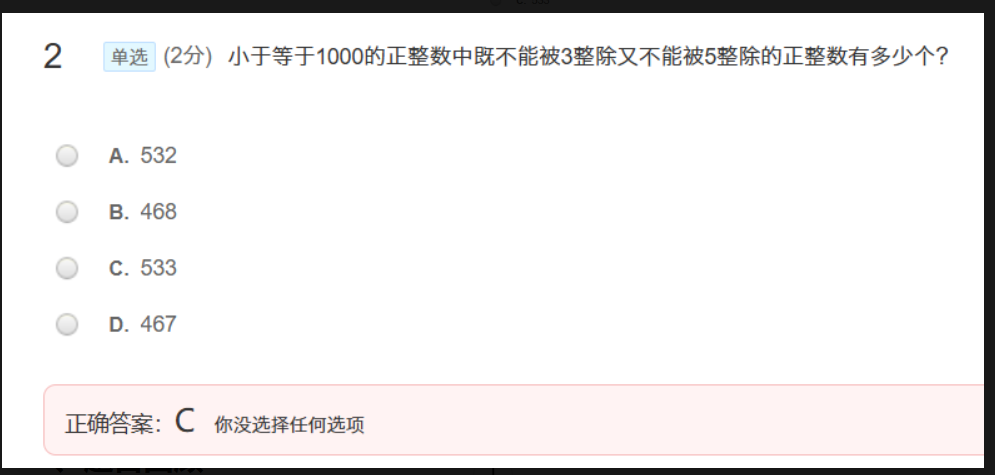 2 单选 (2分) 小于等于1000的正整数中既不能被3整除又不能被5整除的正整数有多少个?
A. 532
B. 468
C. 533
D. 467
正确答案: C 你没选择任何选项